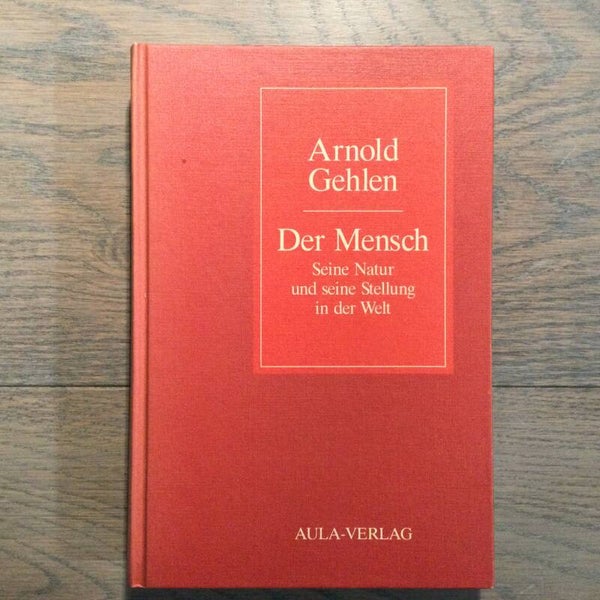 Arnold
Gehlen
Der Mensch
Seine Natur
und seine Stellung
in der Welt
AULA-VERLAG